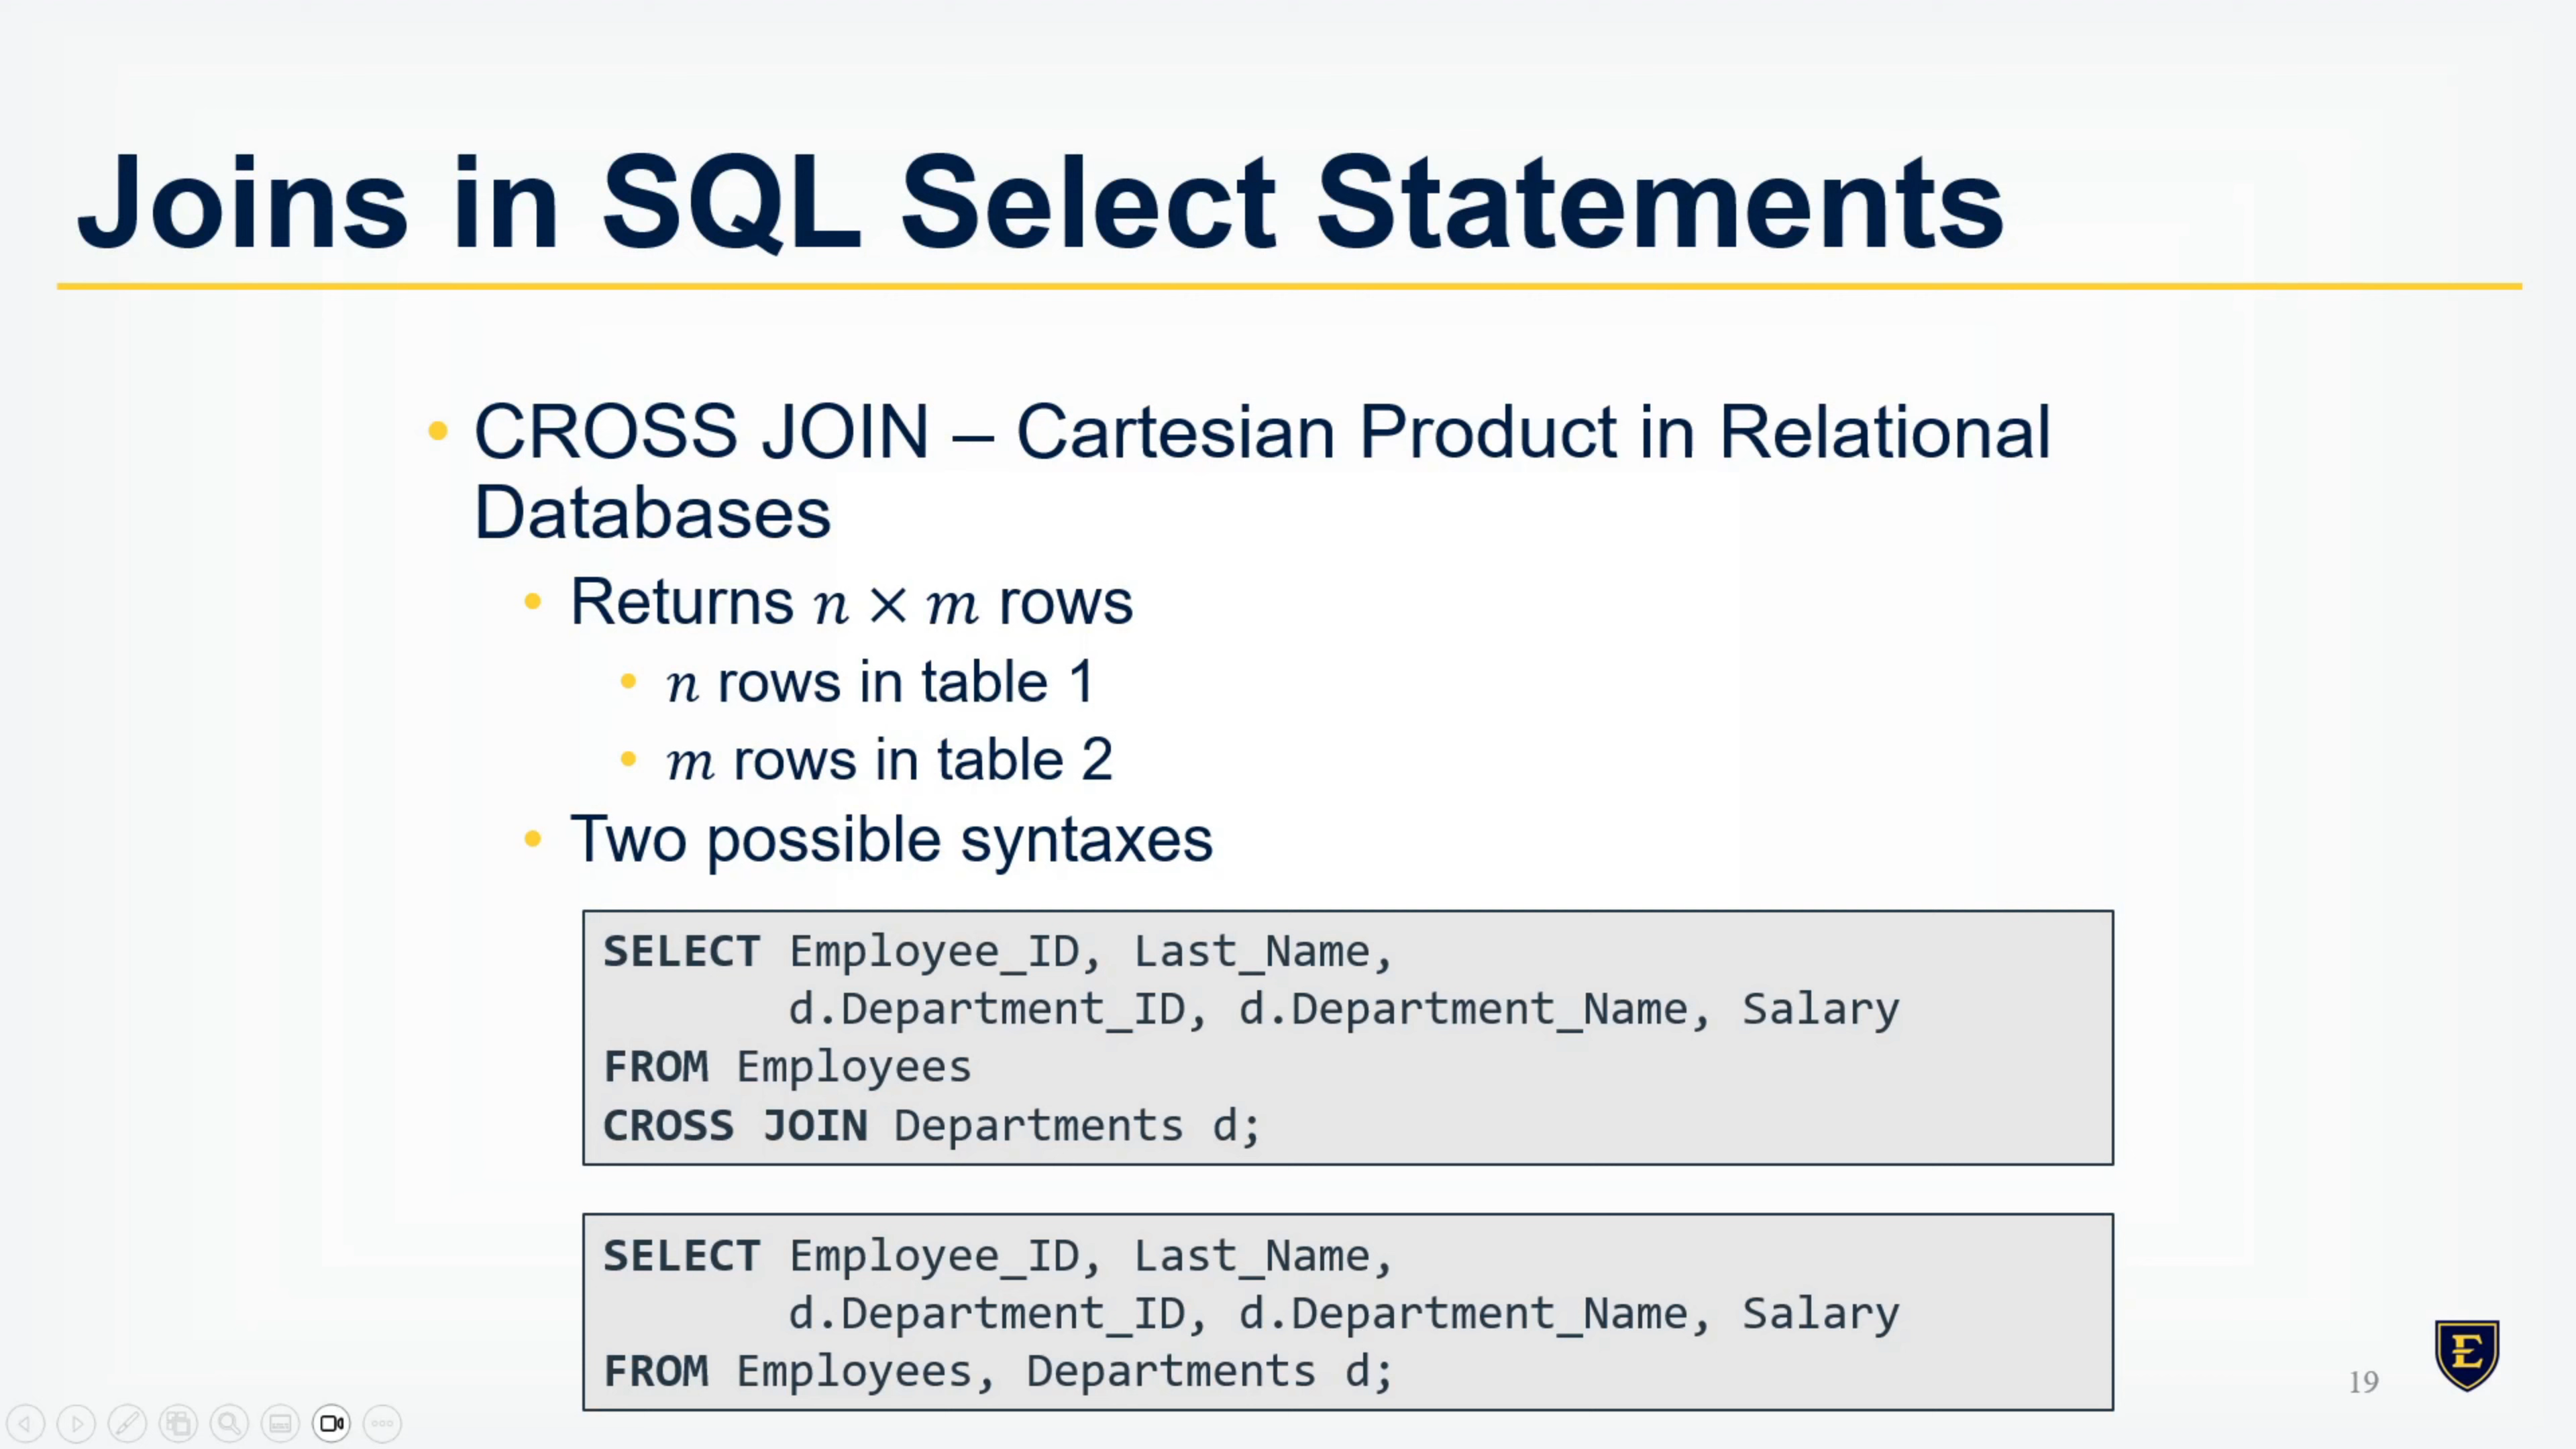 Joins in SQL Select Statements
• CROSS JOIN – Cartesian Product in Relational
Databases
• Returns n × m rows
• n rows in table 1
• m rows in table 2
• Two possible syntaxes
SELECT Employee_ID, Last_Name,
d.Department_ID, d.Department_Name, Salary
FROM Employees
CROSS JOIN Departments d;
SELECT Employee_ID, Last_Name,
d.Department_ID, d.Department_Name, Salary
FROM Employees, Departments d;
19
E